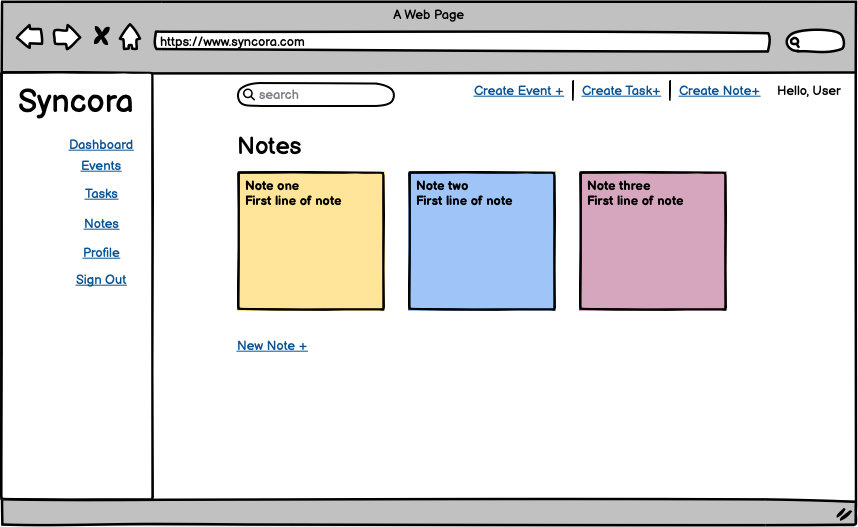 A Web Page
https://www.syncora.com
Syncora
Dashboard
Events
Tasks
Notes
Profile
Sign Out
search
Create Event +
Create Task+
Create Note+
Hello, User
Notes
Note one
First line of note
Note two
First line of note
Note three
First line of note
New Note +